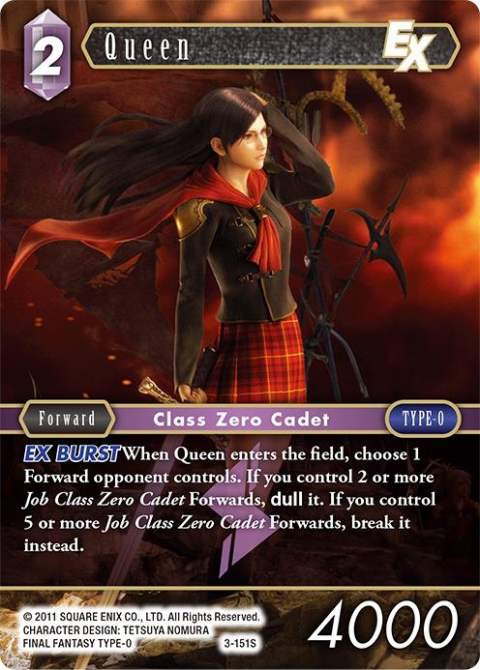 2
Queen
EX
Forward
Class Zero Cadet
TYPE-0
EX BURST When Queen enters the field, choose 1
Forward opponent controls. If you control 2 or more
Job Class Zero Cadet Forwards, dull it. If you control
5 or more Job Class Zero Cadet Forwards, break it
instead.
© 2011 SQUARE ENIX CO., LTD. All Rights Reserved.
CHARACTER DESIGN: TETSUYA NOMURA
FINAL FANTASY TYPE-0
3-151S
4000